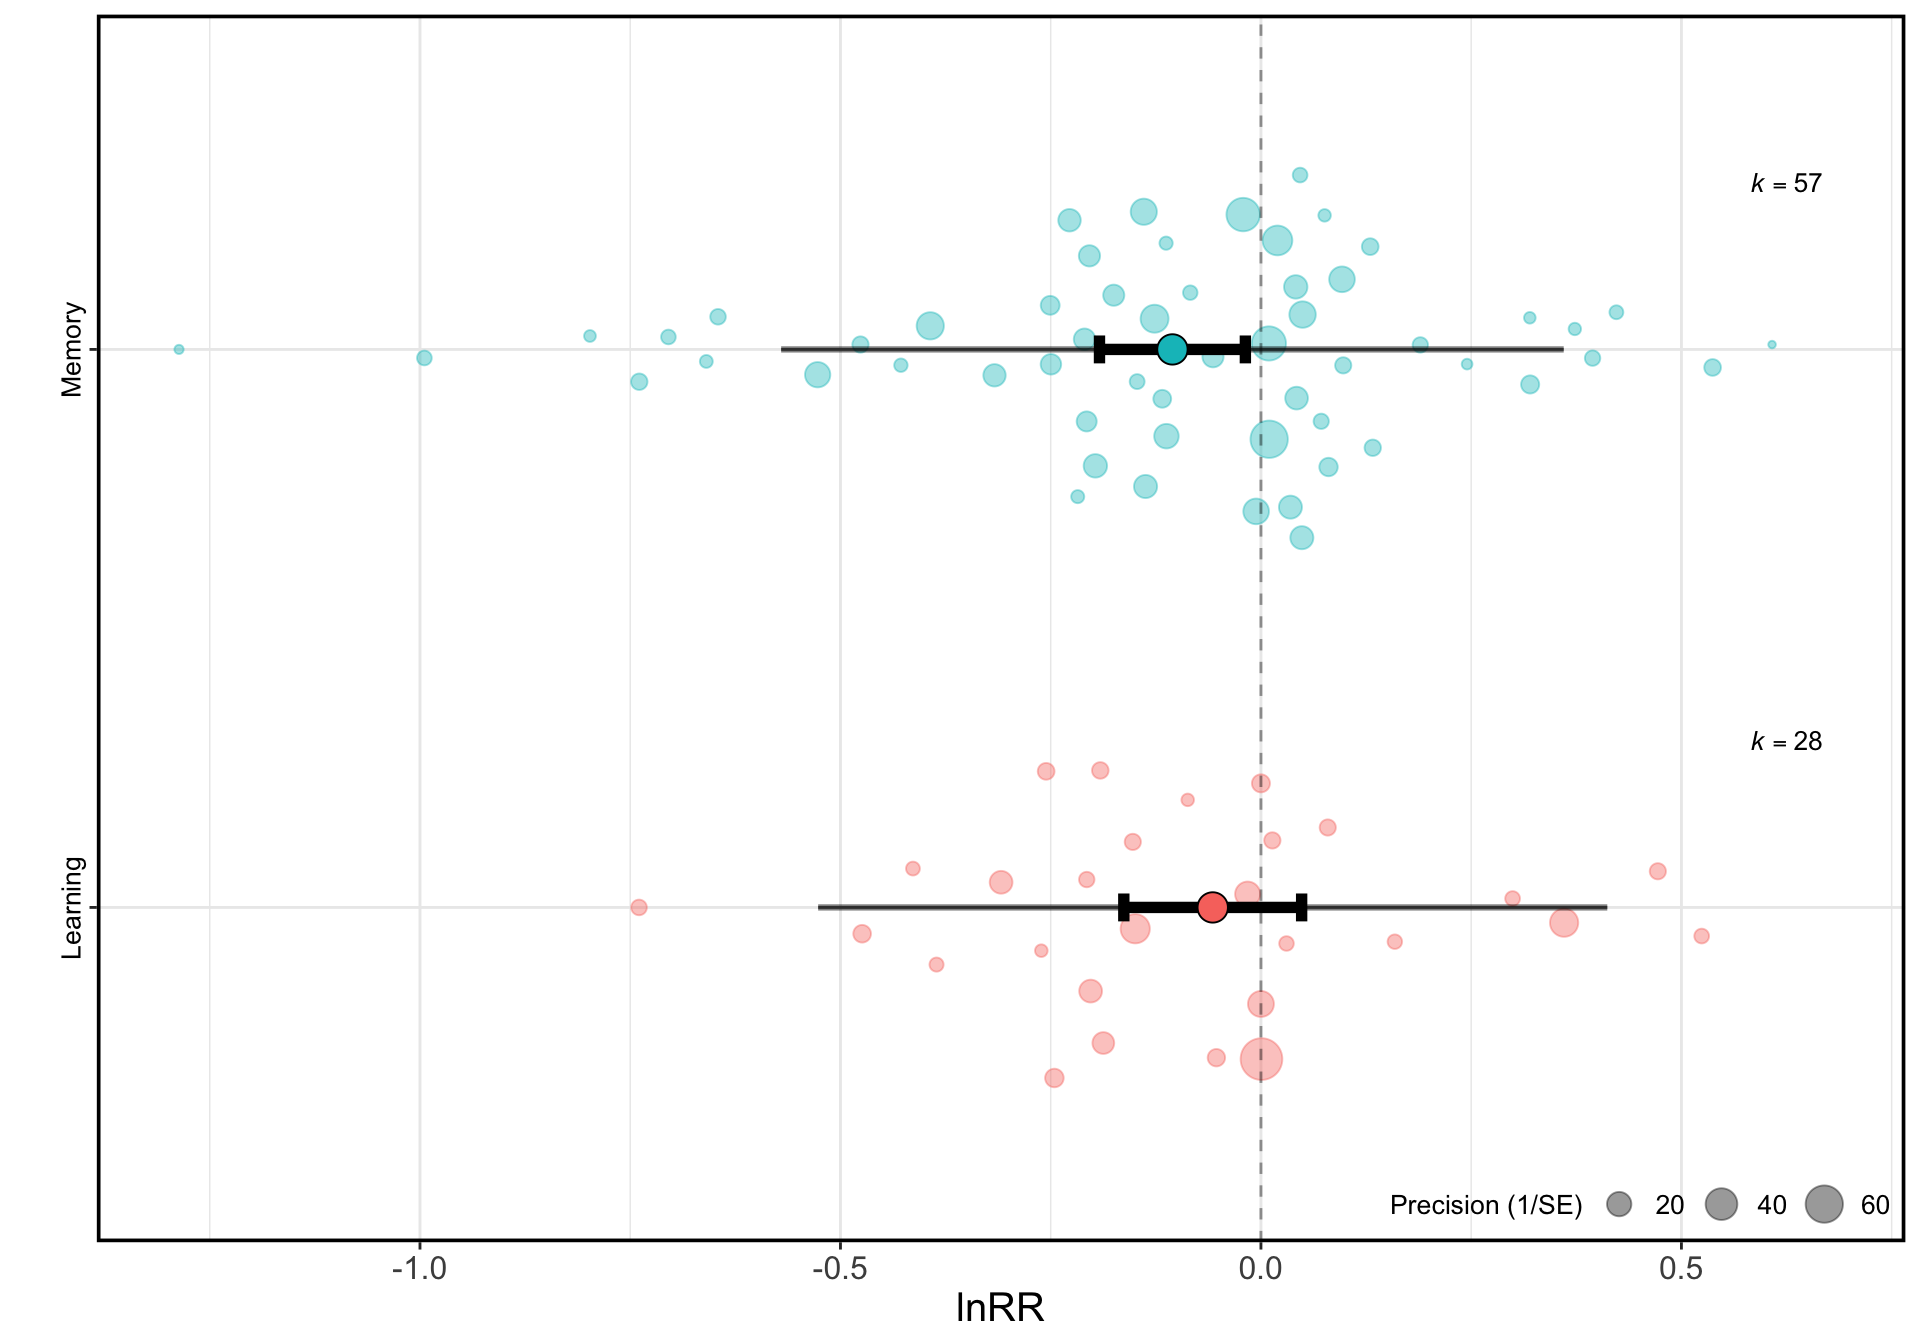 k = 57
Memory
k = 28
Learning
Precision (1/SE) 20 40 60
-1.0 -0.5 0.0 0.5
lnRR